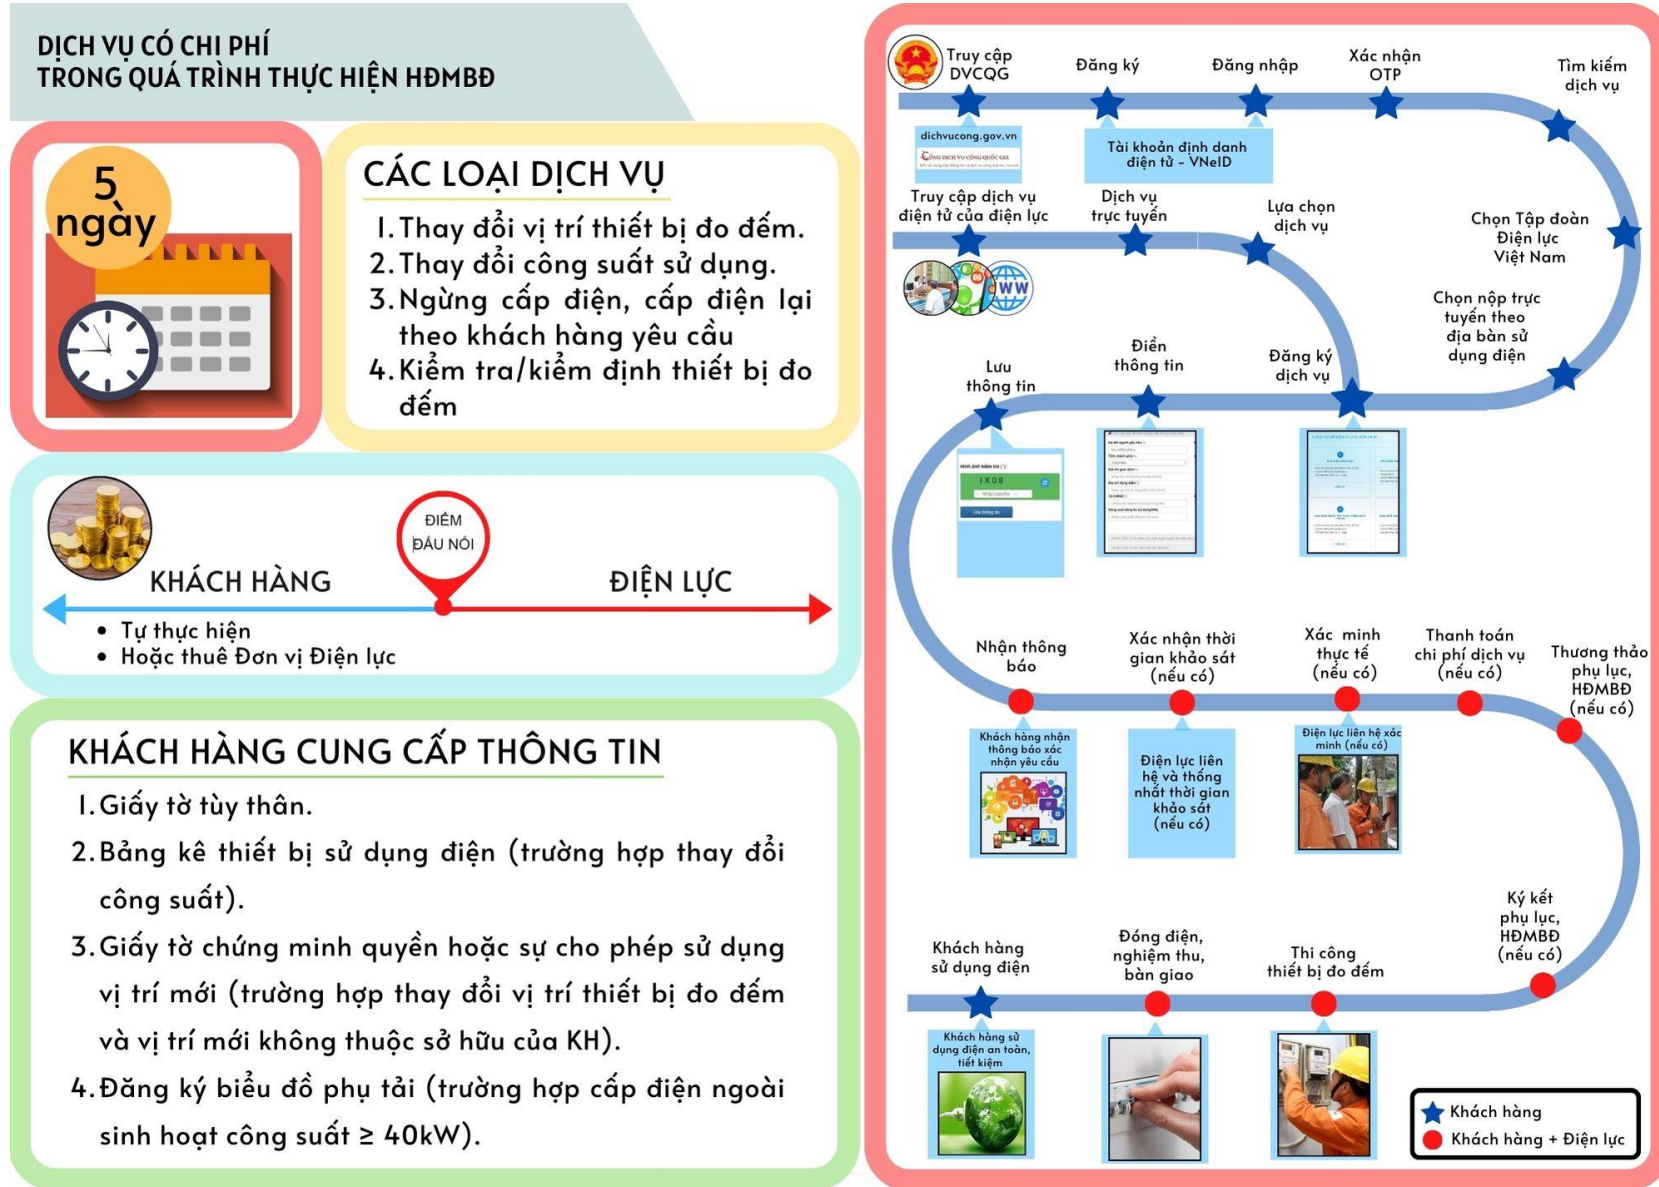 DỊCH VỤ CÓ CHI PHÍ
TRONG QUÁ TRÌNH THỰC HIỆN HĐMBĐ
5
ngày
CÁC LOẠI DỊCH VỤ
1. Thay đổi vị trí thiết bị đo đếm.
2. Thay đổi công suất sử dụng.
3. Ngừng cấp điện, cấp điện lại
theo khách hàng yêu cầu
4. Kiểm tra/kiểm định thiết bị đo
đếm
ĐIỂM
ĐẤU NỐI
KHÁCH HÀNG
ĐIỆN LỰC
• Tự thực hiện
• Hoặc thuê Đơn vị Điện lực
KHÁCH HÀNG CUNG CẤP THÔNG TIN
1. Giấy tờ tùy thân.
2. Bảng kê thiết bị sử dụng điện (trường hợp thay đổi
công suất).
3. Giấy tờ chứng minh quyền hoặc sự cho phép sử dụng
vị trí mới (trường hợp thay đổi vị trí thiết bị đo đếm
và vị trí mới không thuộc sở hữu của KH).
4. Đăng ký biểu đồ phụ tải (trường hợp cấp điện ngoài
sinh hoạt công suất ≥ 40kW).
Truy cập
DVCQG
Đăng ký
Đăng nhập
Xác nhận
OTP
Tìm kiếm
dịch vụ
dichvucong.gov.vn
CỔNG DỊCH VỤ CÔNG QUỐC GIA
Tài khoản định danh
điện tử - VNeID
Truy cập dịch vụ
điện tử của điện lực
Dịch vụ
trực tuyến
Lựa chọn
dịch vụ
Chọn Tập đoàn
Điện lực
Việt Nam
WW
Chọn nộp trực
tuyến theo
địa bàn sử
dụng điện
Lưu
thông tin
Điền
thông tin
Đăng ký
dịch vụ
Hình ảnh kiểm tra
IX08
Nhập captcha
Nhận thông
báo
Xác nhận thời
gian khảo sát
(nếu có)
Xác minh
thực tế
(nếu có)
Thanh toán
chi phí dịch vụ
(nếu có)
Thương thảo
phụ lục,
HĐMBĐ
(nếu có)
Khách hàng nhận
thông báo xác
nhận yêu cầu
Điện lực liên
hệ và thống
nhất thời gian
khảo sát
(nếu có)
Điện lực liên hệ xác
minh (nếu có)
Ký kết
phụ lục,
HĐMBĐ
(nếu có)
Khách hàng
sử dụng điện
Đóng điện,
nghiệm thu,
bàn giao
Thi công
thiết bị đo đếm
Khách hàng sử
dụng điện an toàn,
tiết kiệm
Khách hàng
Khách hàng + Điện lực